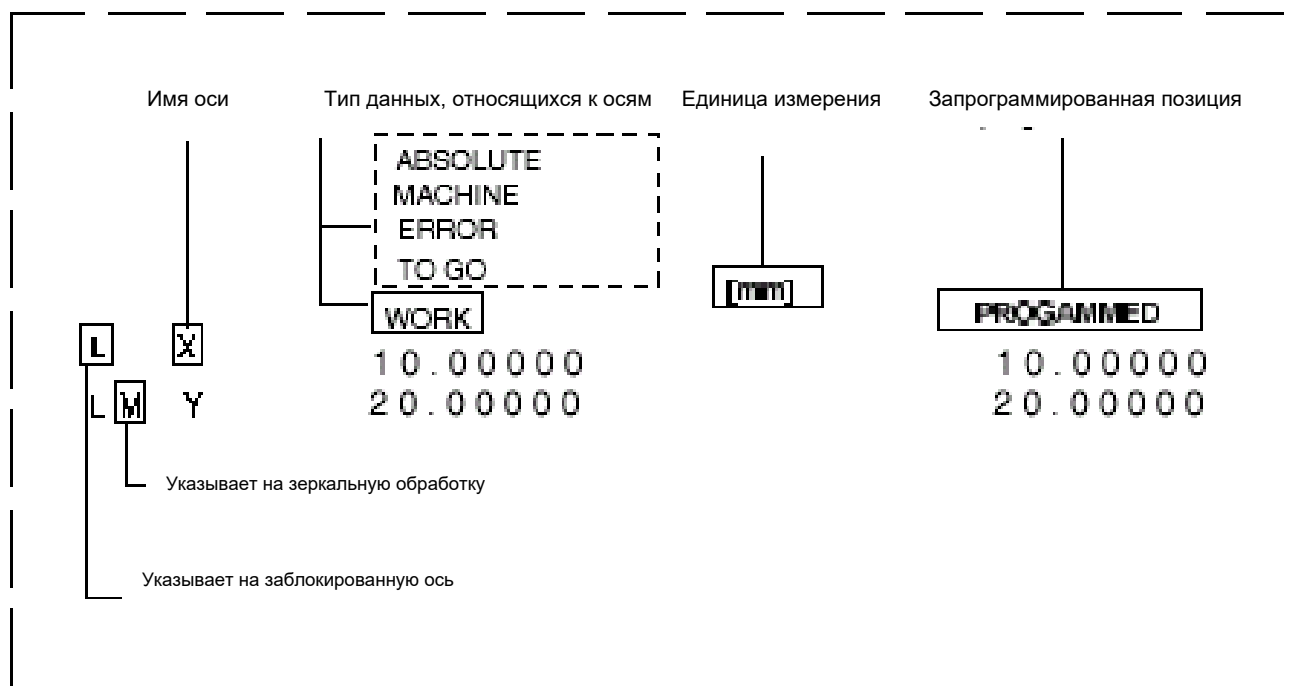 Имя оси Тип данных, относящихся к осям Единица измерения Запрограммированная позиция
ABSOLUTE
MACHINE
ERROR
TO GO
[mm]
WORK PROGAMMED
L X
10.00000 10.00000
L M Y 20.00000 20.00000
Указывает на зеркальную обработку
Указывает на заблокированную ось